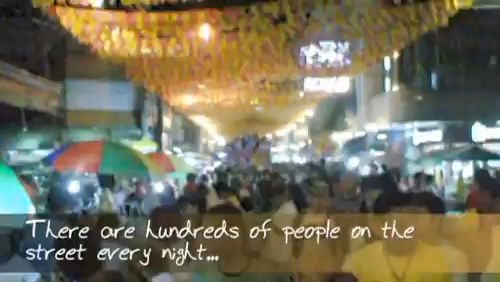 There are hundreds of people on the
street every night...